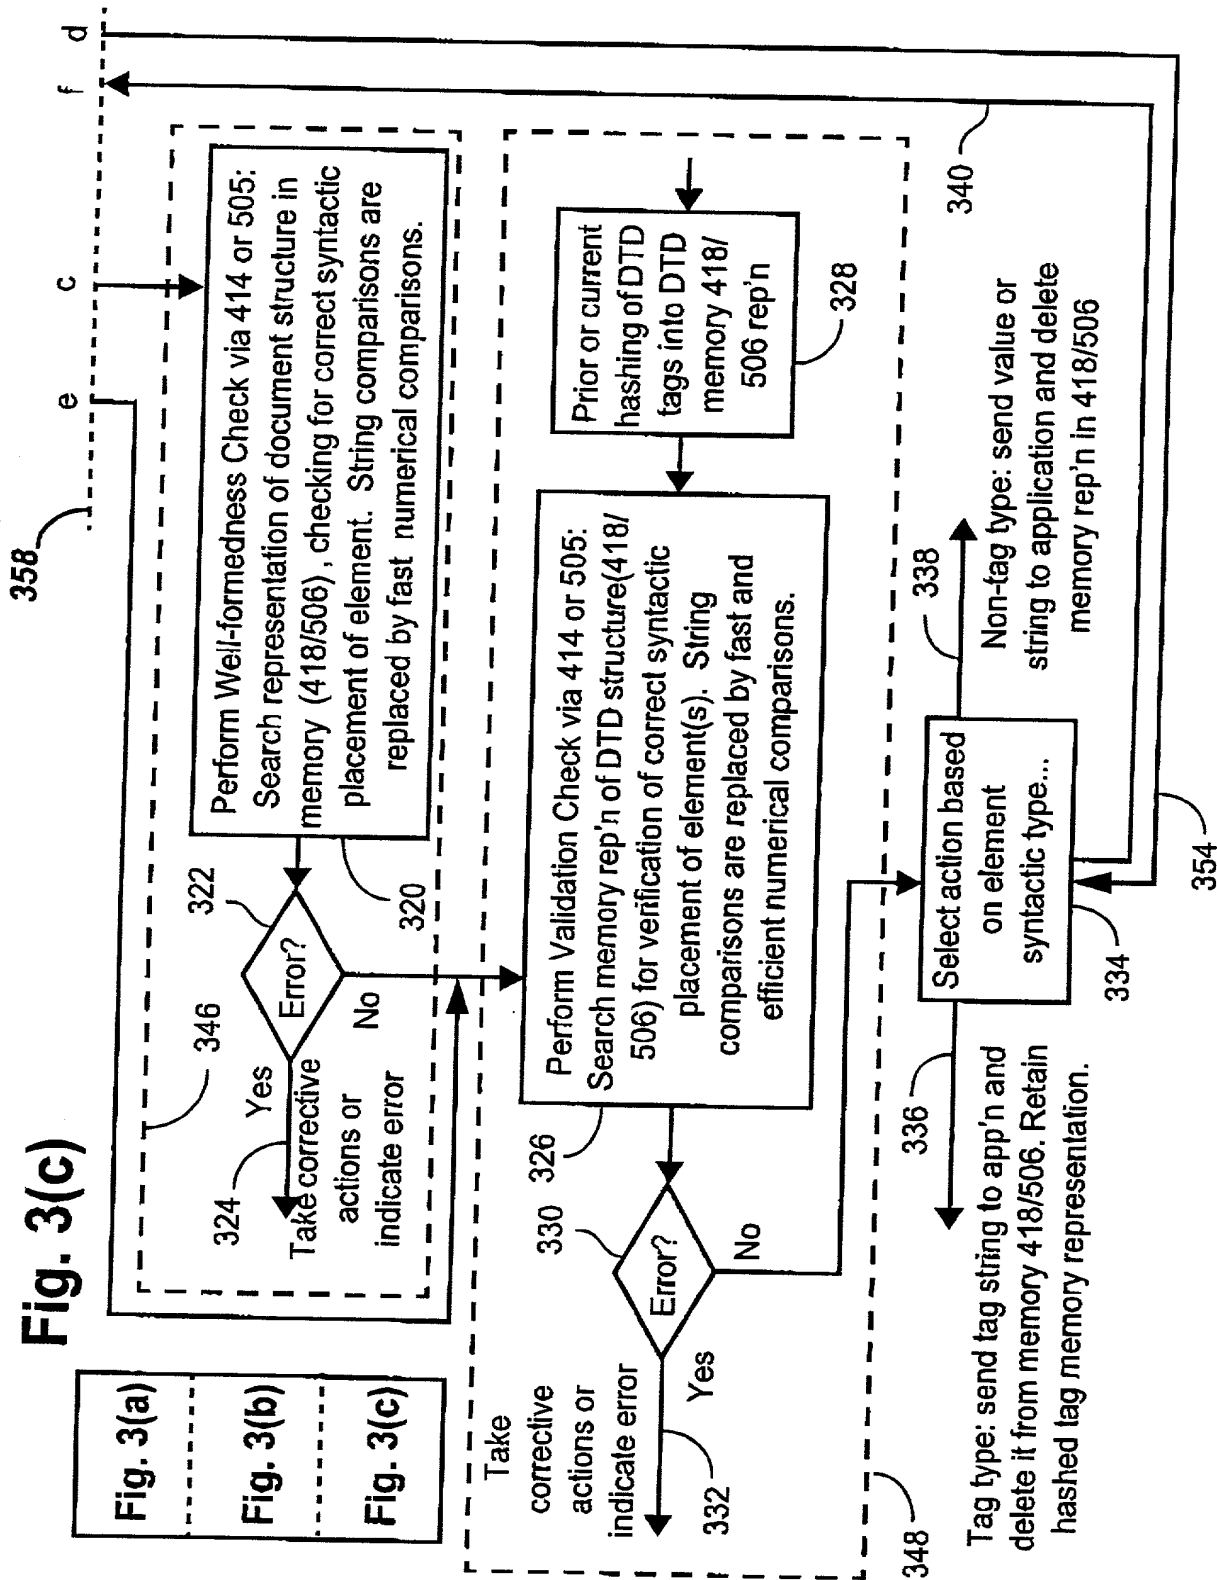 Fig. 3(c)
Fig. 3(a)
Fig. 3(b)
Fig. 3(c)
358
e
c
f
d
346
Perform Well-formedness Check via 414 or 505:
Search representation of document structure in
memory (418/506), checking for correct syntactic
placement of element. String comparisons are
replaced by fast numerical comparisons.
320
322
Error?
Yes
No
324
Take corrective
actions or
indicate error
Perform Validation Check via 414 or 505:
Search memory rep'n of DTD structure(418/
506) for verification of correct syntactic
placement of element(s). String
comparisons are replaced by fast and
efficient numerical comparisons.
326
Prior or current
hashing of DTD
tags into DTD
memory 418/
506 rep'n
328
330
Error?
Yes
No
Take
corrective
actions or
indicate error
332
348
Select action based
on element
syntactic type...
334
336
Tag type: send tag string to app'n and
delete it from memory 418/506. Retain
hashed tag memory representation.
338
Non-tag type: send value or
string to application and delete
memory rep'n in 418/506
340
354